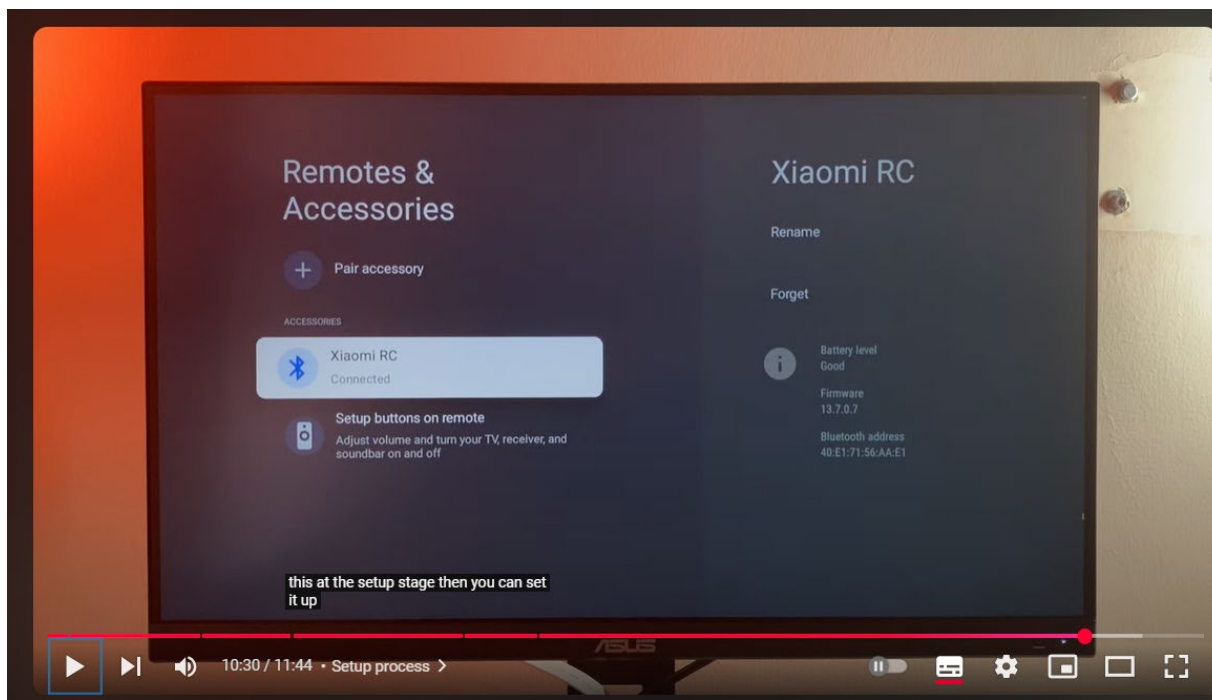 Remotes &
Accessories
Pair accessory
ACCESSORIES
Xiaomi RC
Connected
Setup buttons on remote
Adjust volume and turn your TV, receiver, and
soundbar on and off
Xiaomi RC
Rename
Forget
Battery level
Good
Firmware
13.7.0.7
Bluetooth address
40:E1:71:56:AA:E1
this at the setup stage then you can set
it up
ASUS
10:30 / 11:44 • Setup process >